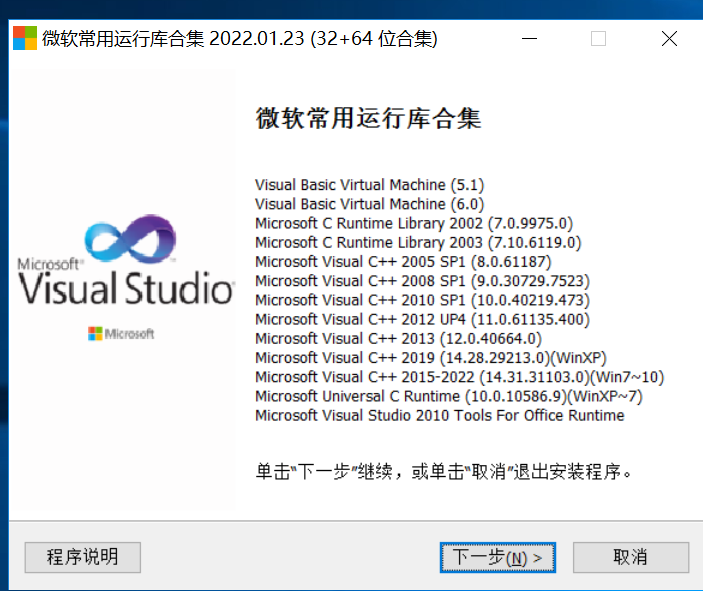 微软常用运行库合集 2022.01.23 (32+64 位合集)
微软常用运行库合集
Visual Basic Virtual Machine (5.1)
Visual Basic Virtual Machine (6.0)
Microsoft C Runtime Library 2002 (7.0.9975.0)
Microsoft C Runtime Library 2003 (7.10.6119.0)
Microsoft Visual C++ 2005 SP1 (8.0.61187)
Microsoft Visual C++ 2008 SP1 (9.0.30729.7523)
Microsoft Visual C++ 2010 SP1 (10.0.40219.473)
Microsoft Visual C++ 2012 UP4 (11.0.61135.400)
Microsoft Visual C++ 2013 (12.0.40664.0)
Microsoft Visual C++ 2019 (14.28.29213.0)(WinXP)
Microsoft Visual C++ 2015-2022 (14.31.31103.0)(Win7~10)
Microsoft Universal C Runtime (10.0.10586.9)(WinXP~7)
Microsoft Visual Studio 2010 Tools For Office Runtime
Microsoft®
Visual Studio®
Microsoft
单击“下一步”继续，或单击“取消”退出安装程序。
程序说明
下一步(N) >
取消